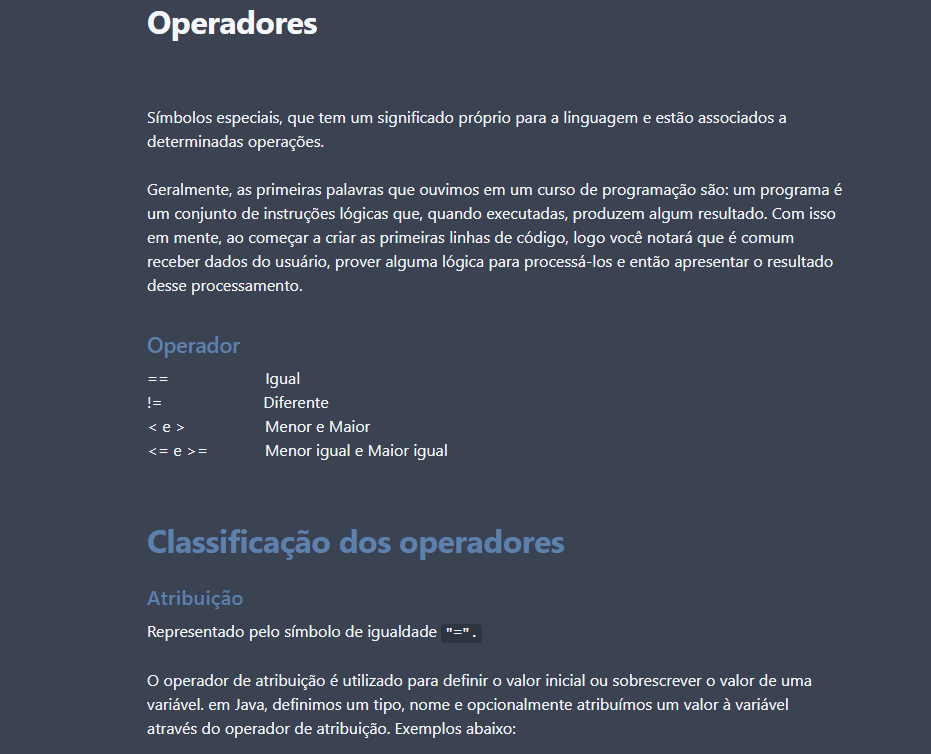 Operadores
Símbolos especiais, que tem um significado próprio para a linguagem e estão associados a
determinadas operações.
Geralmente, as primeiras palavras que ouvimos em um curso de programação são: um programa é
um conjunto de instruções lógicas que, quando executadas, produzem algum resultado. Com isso
em mente, ao começar a criar as primeiras linhas de código, logo você notará que é comum
receber dados do usuário, prover alguma lógica para processá-los e então apresentar o resultado
desse processamento.
Operador
== Igual
!= Diferente
< e > Menor e Maior
<= e >= Menor igual e Maior igual
Classificação dos operadores
Atribuição
Representado pelo símbolo de igualdade "=".
O operador de atribuição é utilizado para definir o valor inicial ou sobrescrever o valor de uma
variável. em Java, definimos um tipo, nome e opcionalmente atribuímos um valor à variável
através do operador de atribuição. Exemplos abaixo: